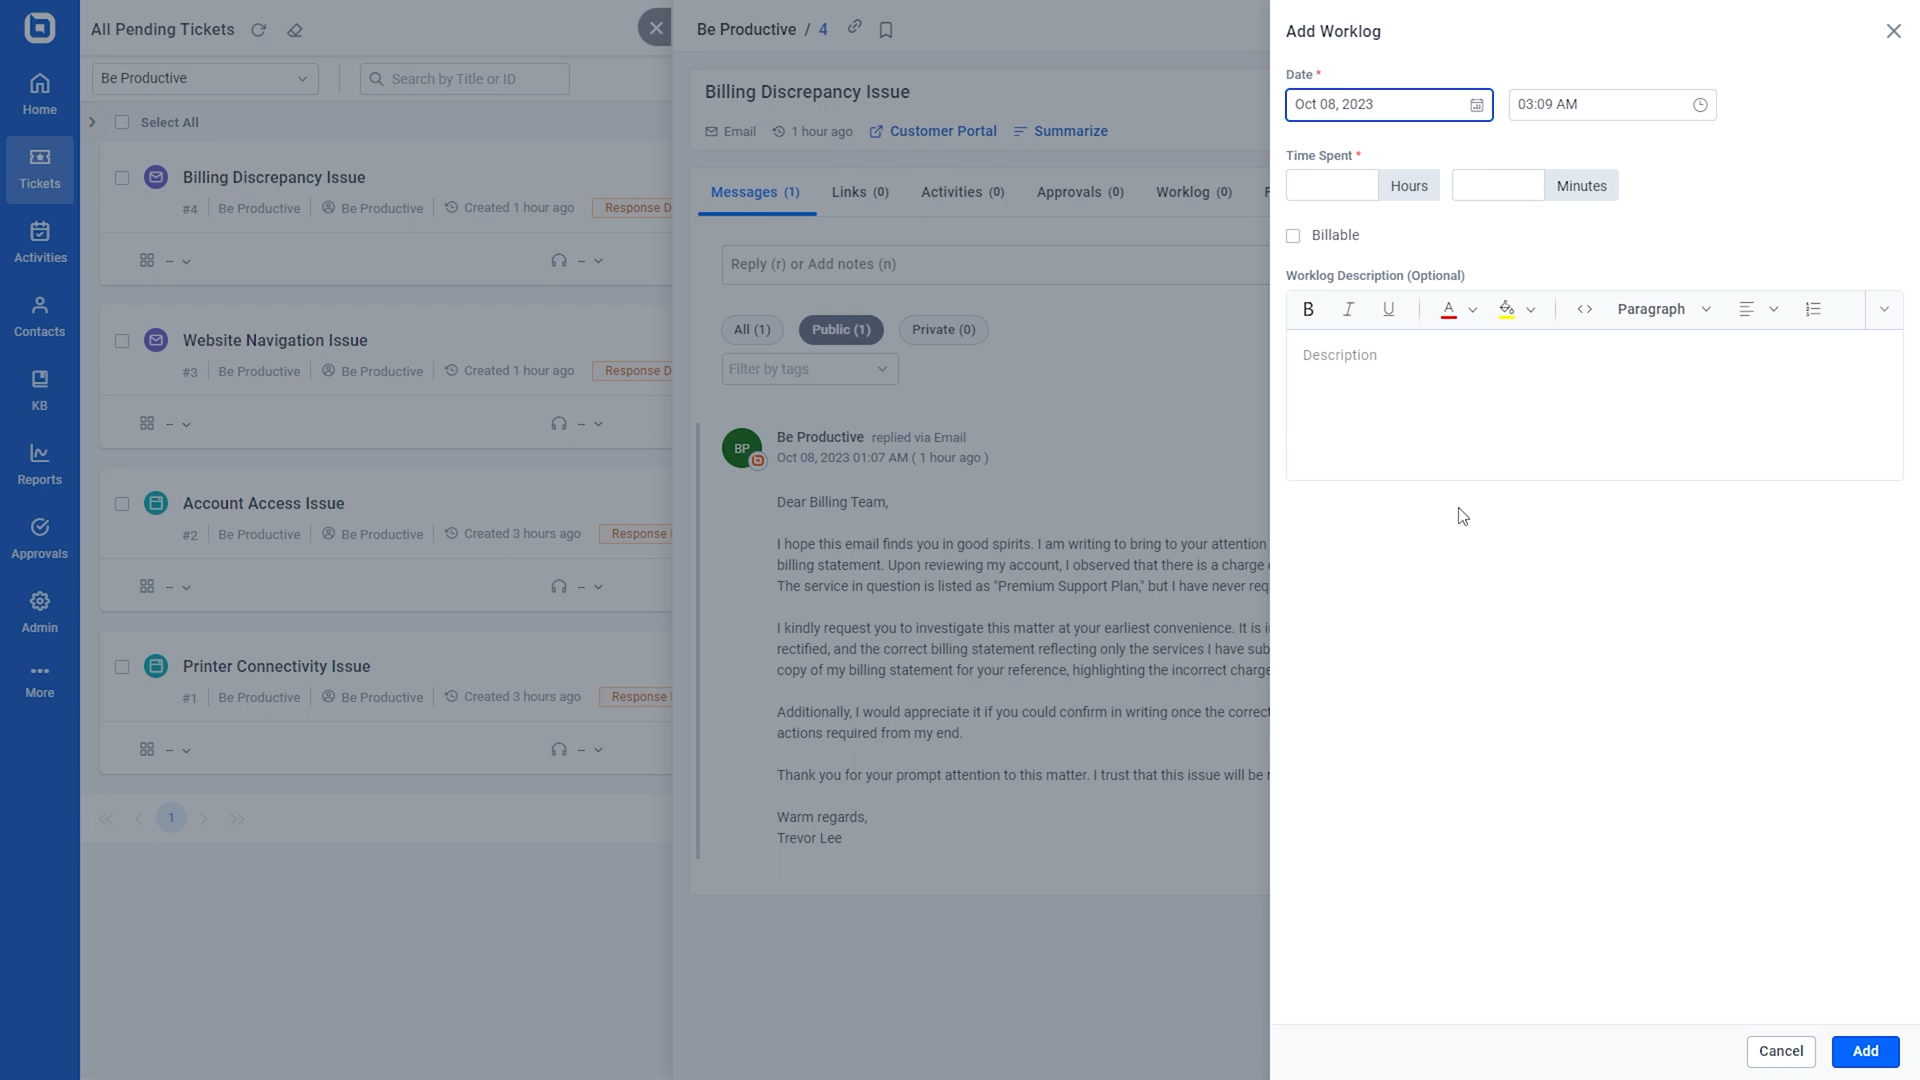 Home
Tickets
Activities
Contacts
KB
Reports
Approvals
Admin
More
All Pending Tickets
Be Productive
Search by Title or ID
Select All
Billing Discrepancy Issue
#4 Be Productive Be Productive Created 1 hour ago Response D
-- --
Website Navigation Issue
#3 Be Productive Be Productive Created 1 hour ago Response D
-- --
Account Access Issue
#2 Be Productive Be Productive Created 3 hours ago Response
-- --
Printer Connectivity Issue
#1 Be Productive Be Productive Created 3 hours ago Response
-- --
1
Be Productive / 4
Billing Discrepancy Issue
Email 1 hour ago Customer Portal Summarize
Messages (1) Links (0) Activities (0) Approvals (0) Worklog (0)
Reply (r) or Add notes (n)
All (1) Public (1) Private (0)
Filter by tags
BP
Be Productive replied via Email
Oct 08, 2023 01:07 AM ( 1 hour ago )
Dear Billing Team,
I hope this email finds you in good spirits. I am writing to bring to your attention
billing statement. Upon reviewing my account, I observed that there is a charge
The service in question is listed as "Premium Support Plan," but I have never req
I kindly request you to investigate this matter at your earliest convenience. It is i
rectified, and the correct billing statement reflecting only the services I have sub
copy of my billing statement for your reference, highlighting the incorrect charge
Additionally, I would appreciate it if you could confirm in writing once the correct
actions required from my end.
Thank you for your prompt attention to this matter. I trust that this issue will be r
Warm regards,
Trevor Lee
Add Worklog
Date *
Oct 08, 2023 03:09 AM
Time Spent *
Hours Minutes
Billable
Worklog Description (Optional)
B I U A Paragraph
Description
Cancel Add